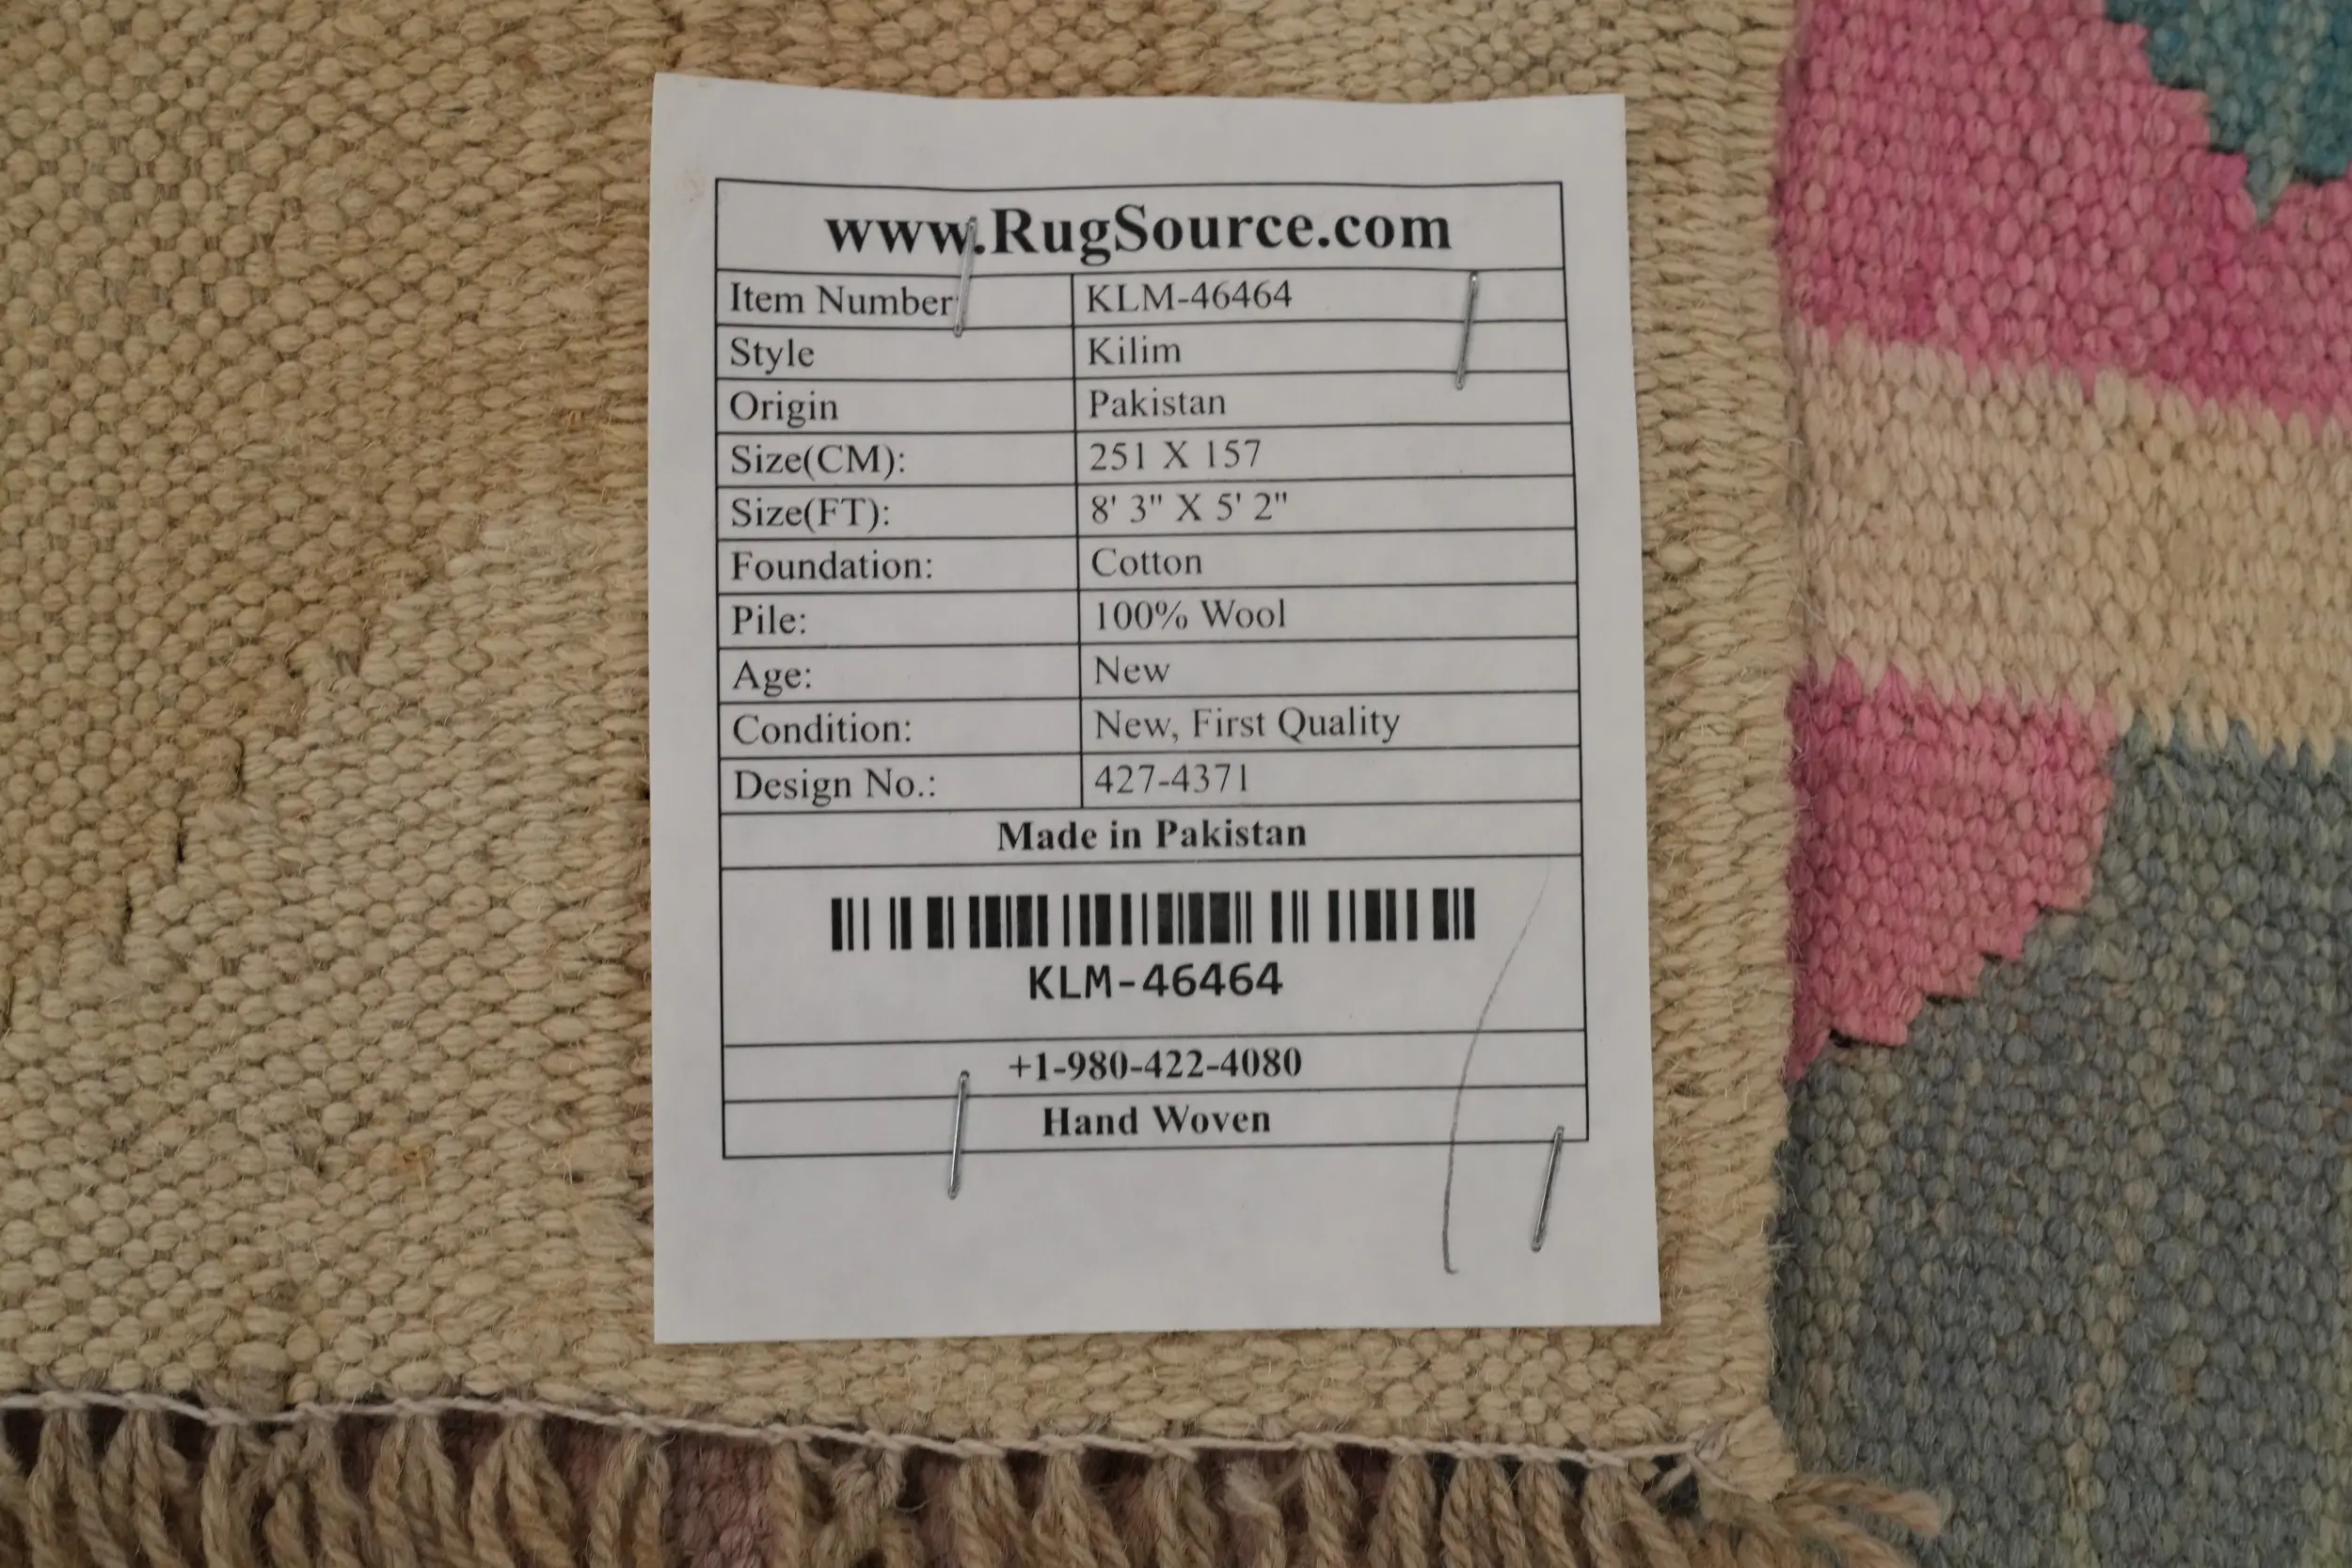 www.RugSource.com
Item Number KLM-46464
Style Kilim
Origin Pakistan
Size(CM): 251 X 157
Size(FT): 8' 3" X 5' 2"
Foundation: Cotton
Pile: 100% Wool
Age: New
Condition: New, First Quality
Design No.: 427-4371
Made in Pakistan
KLM-46464
+1-980-422-4080
Hand Woven